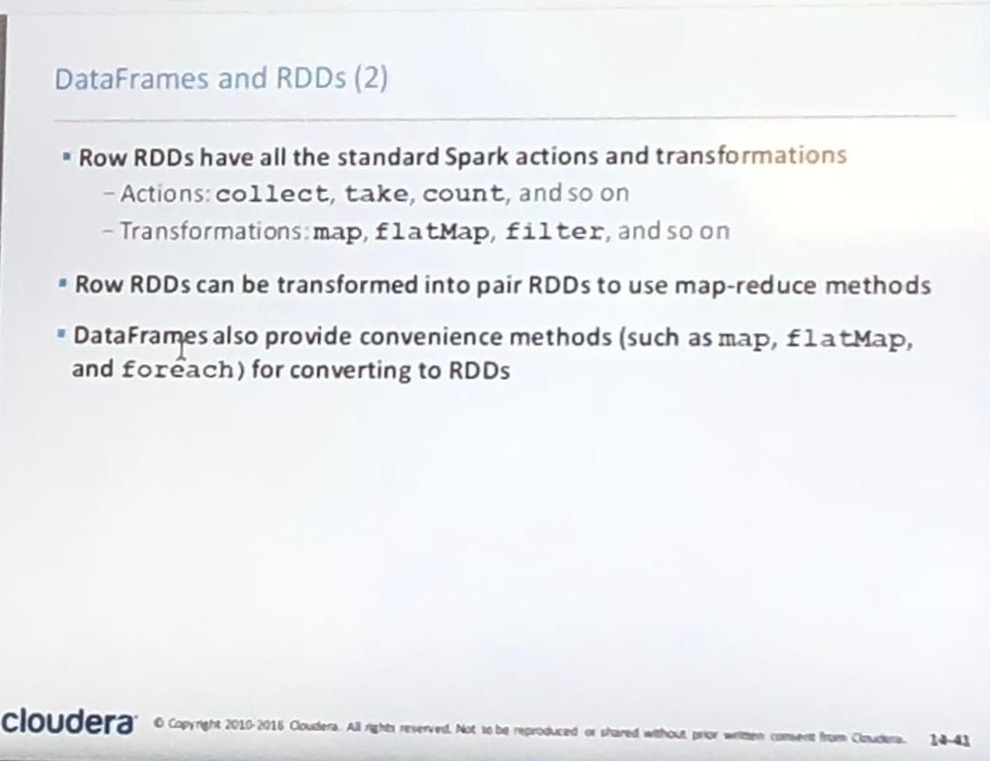 DataFrames and RDDs (2)
▪ Row RDDs have all the standard Spark actions and transformations
– Actions: collect, take, count, and so on
– Transformations: map, flatMap, filter, and so on
▪ Row RDDs can be transformed into pair RDDs to use map-reduce methods
▪ DataFrames also provide convenience methods (such as map, flatMap,
and foreach) for converting to RDDs
cloudera © Copyright 2010-2016 Cloudera. All rights reserved. Not to be reproduced or shared without prior written consent from Cloudera. 14-41